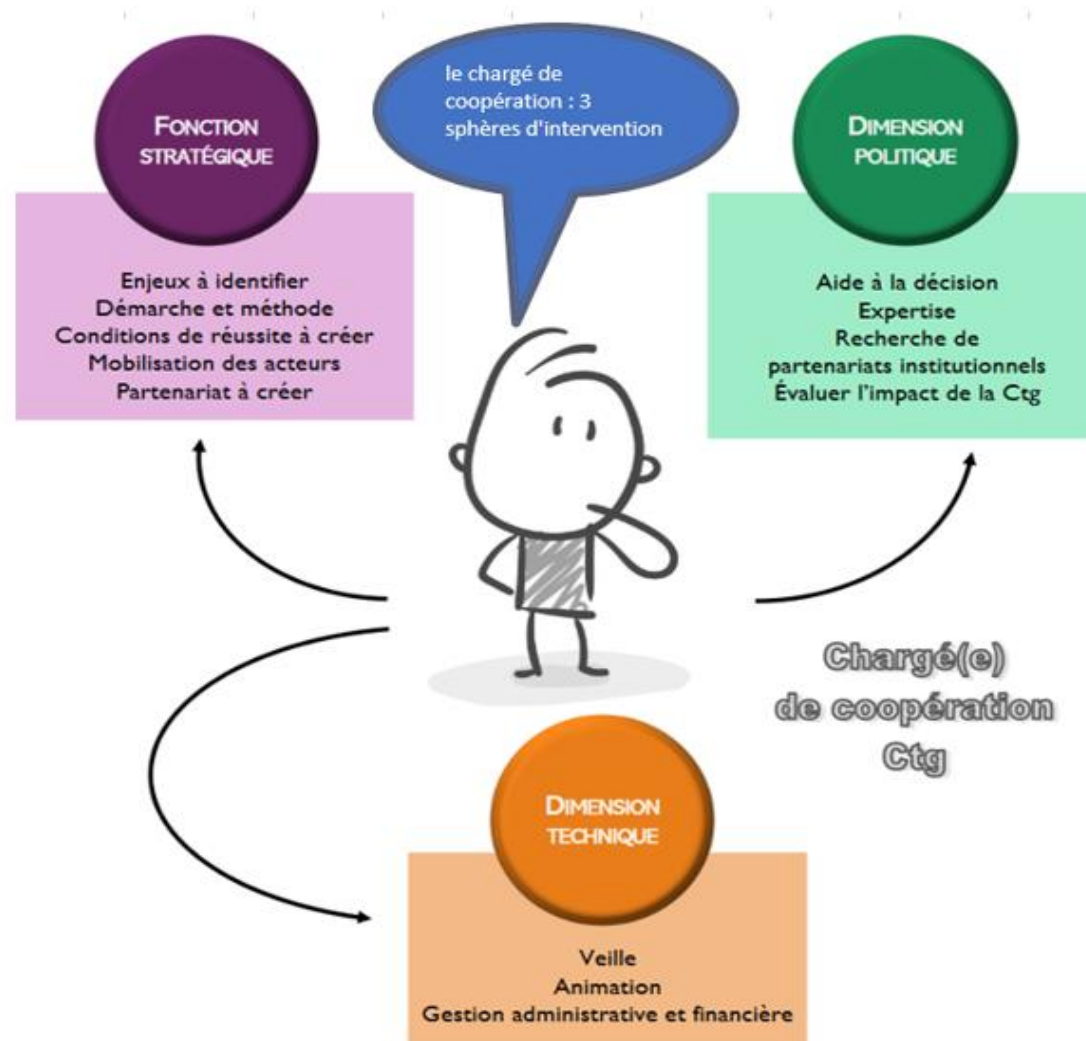 le chargé de
coopération : 3
sphères d'intervention
FONCTION
STRATÉGIQUE
Enjeux à identifier
Démarche et méthode
Conditions de réussite à créer
Mobilisation des acteurs
Partenariat à créer
DIMENSION
POLITIQUE
Aide à la décision
Expertise
Recherche de
partenariats institutionnels
Évaluer l'impact de la Ctg
Chargé(e)
de coopération
Ctg
DIMENSION
TECHNIQUE
Veille
Animation
Gestion administrative et financière